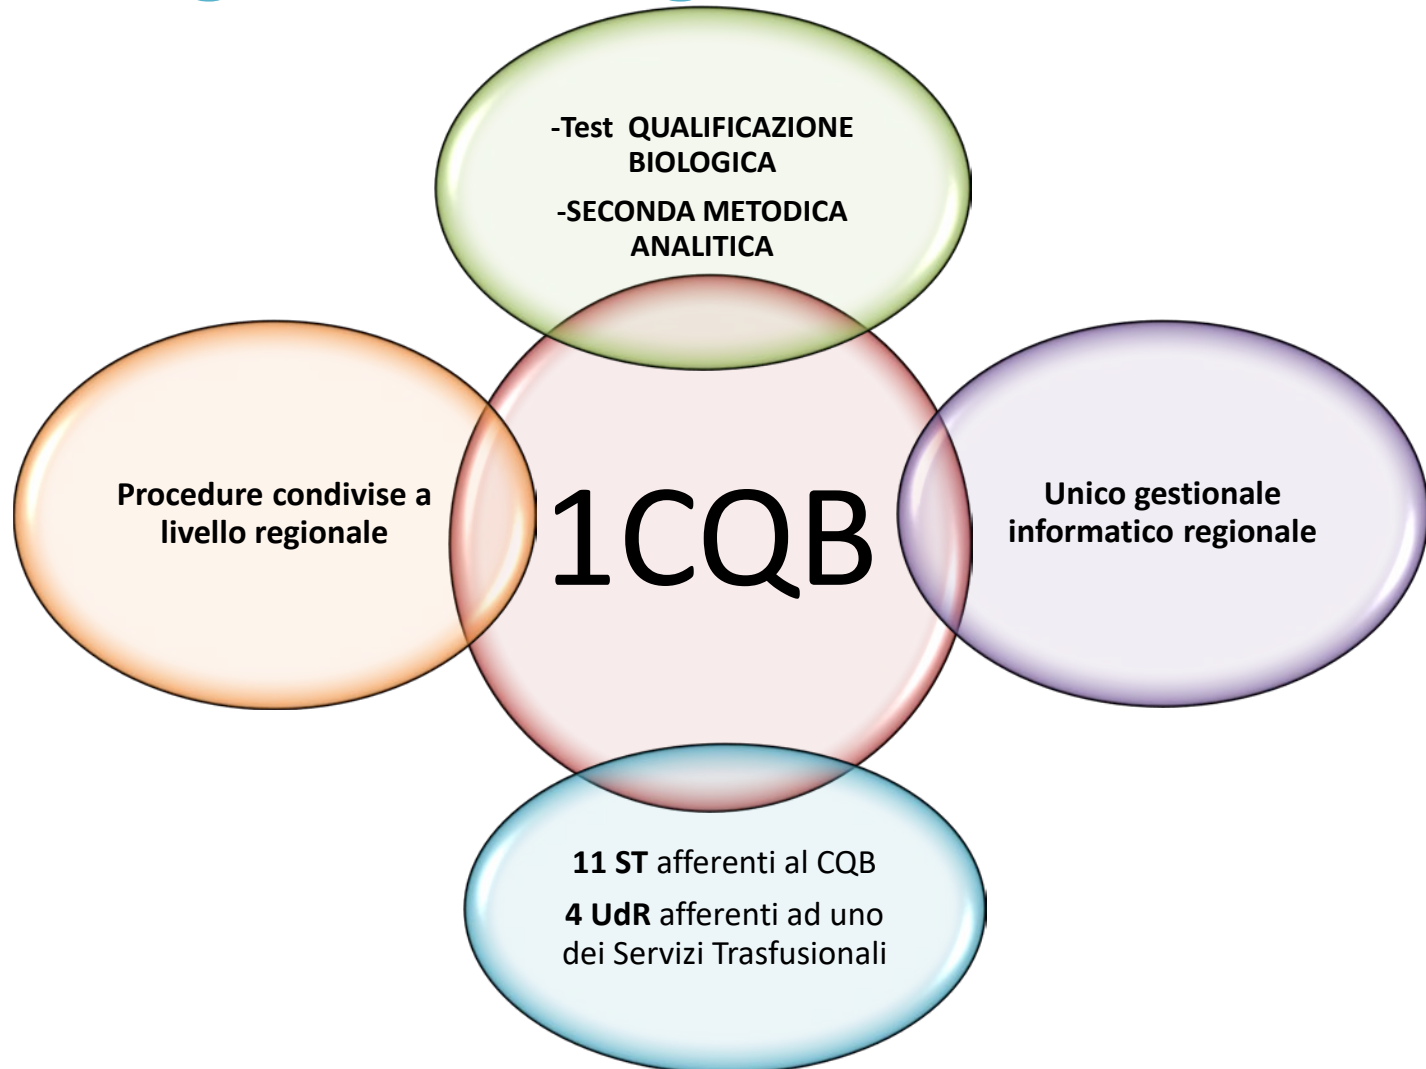 -Test QUALIFICAZIONE
BIOLOGICA
-SECONDA METODICA
ANALITICA
Procedure condivise a
livello regionale
1CQB
Unico gestionale
informatico regionale
11 ST afferenti al CQB
4 UdR afferenti ad uno
dei Servizi Trasfusionali